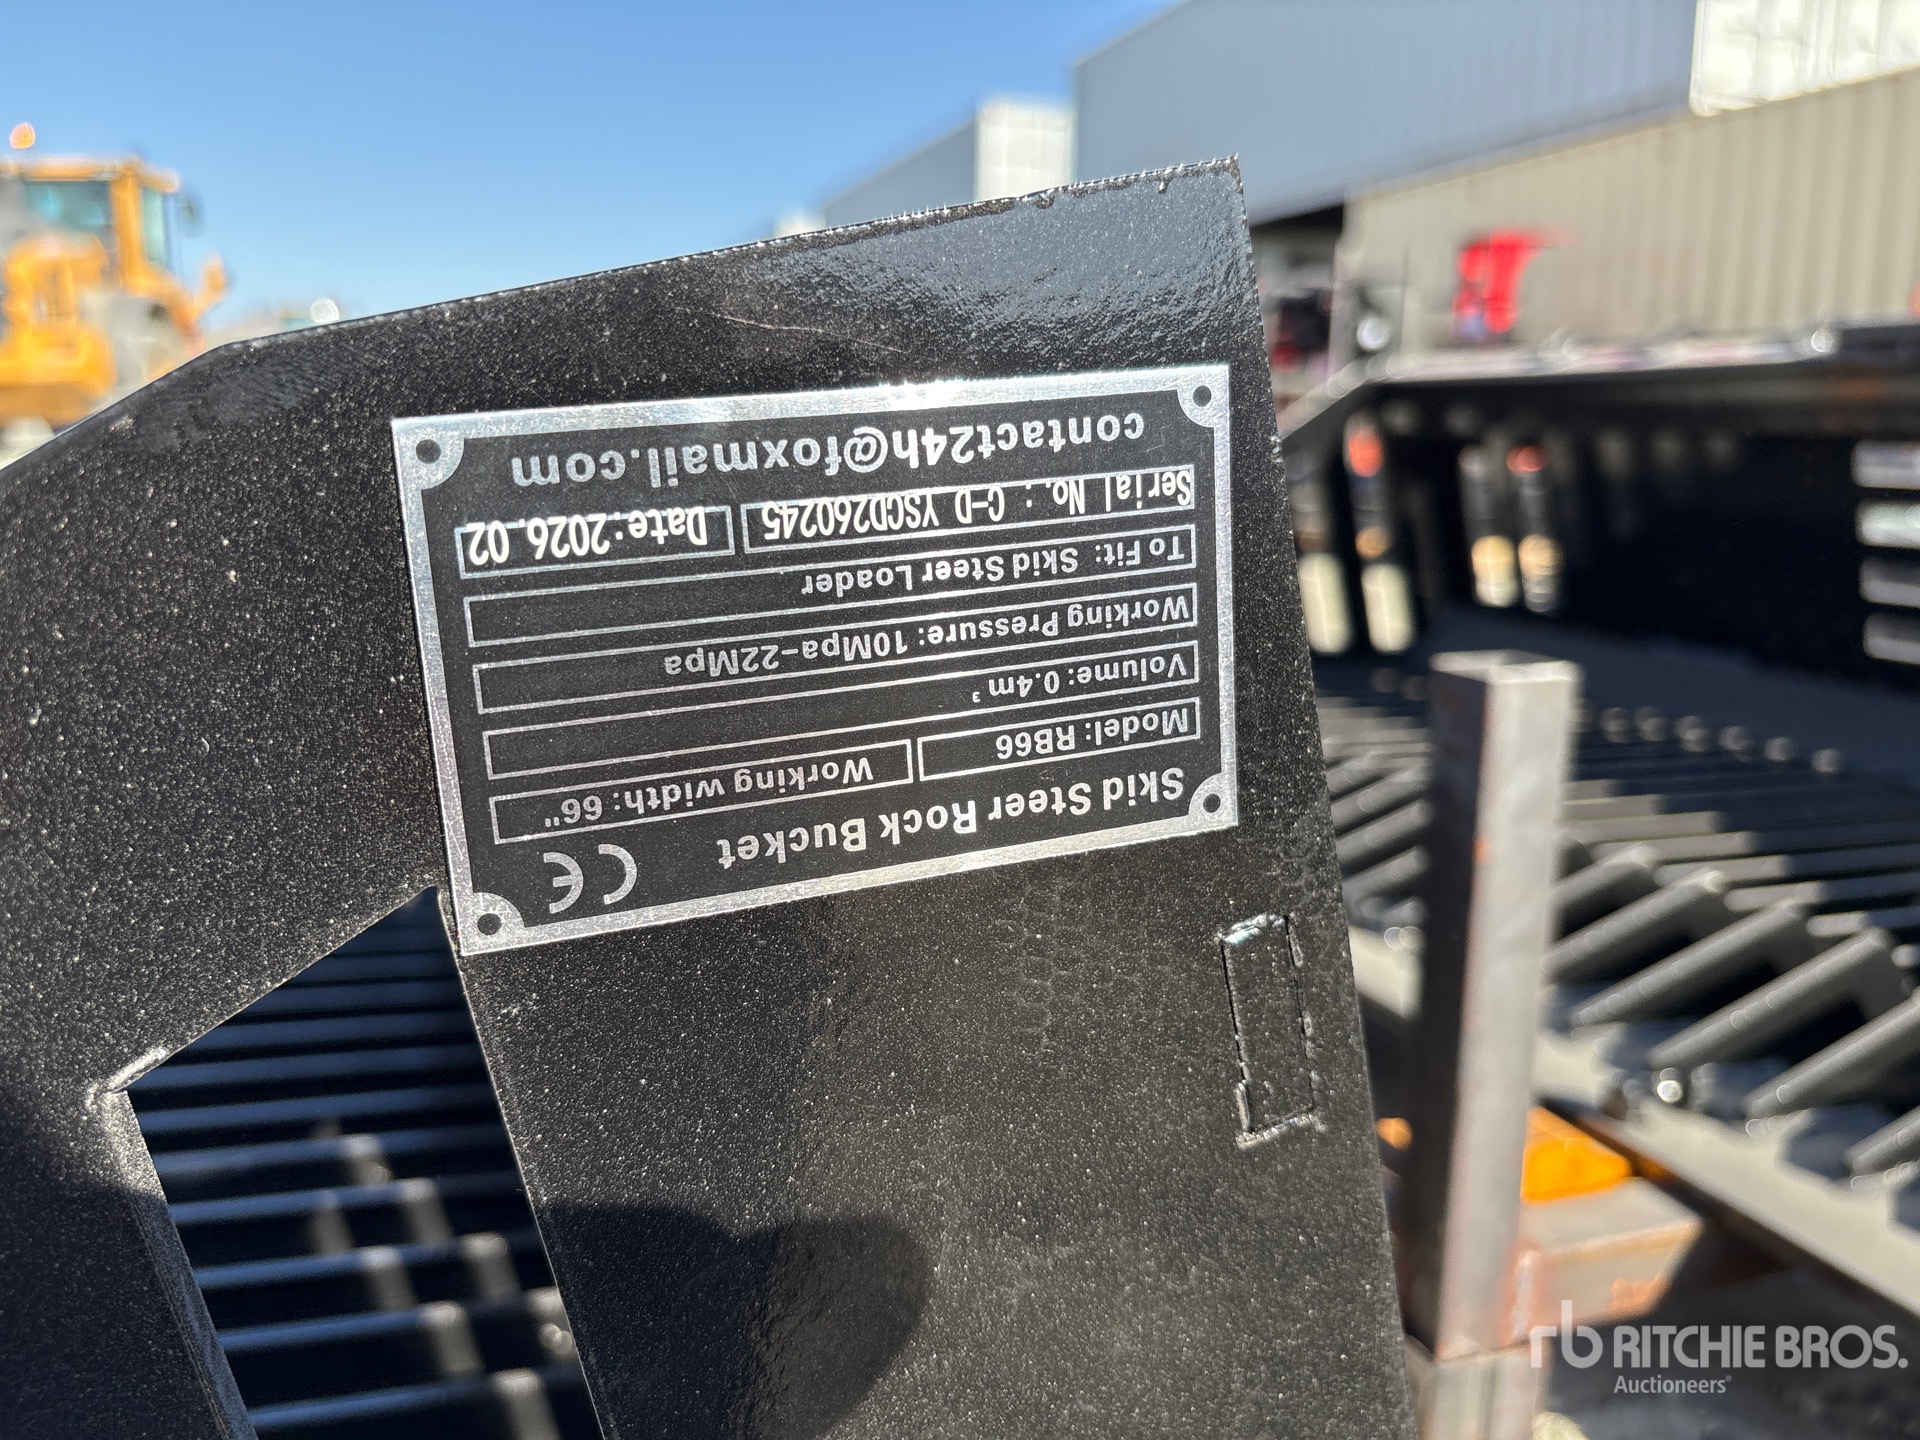 Skid Steer Rock Bucket CE
Model: RB66 Working width: 66"
Volume: 0.4m³
Working Pressure: 10Mpa-22Mpa
To Fit: Skid Steer Loader
Serial No.: C-D YSCD260245 Date:.2026.02
contact24h@foxmail.com
rb RITCHIE BROS.
Auctioneers®